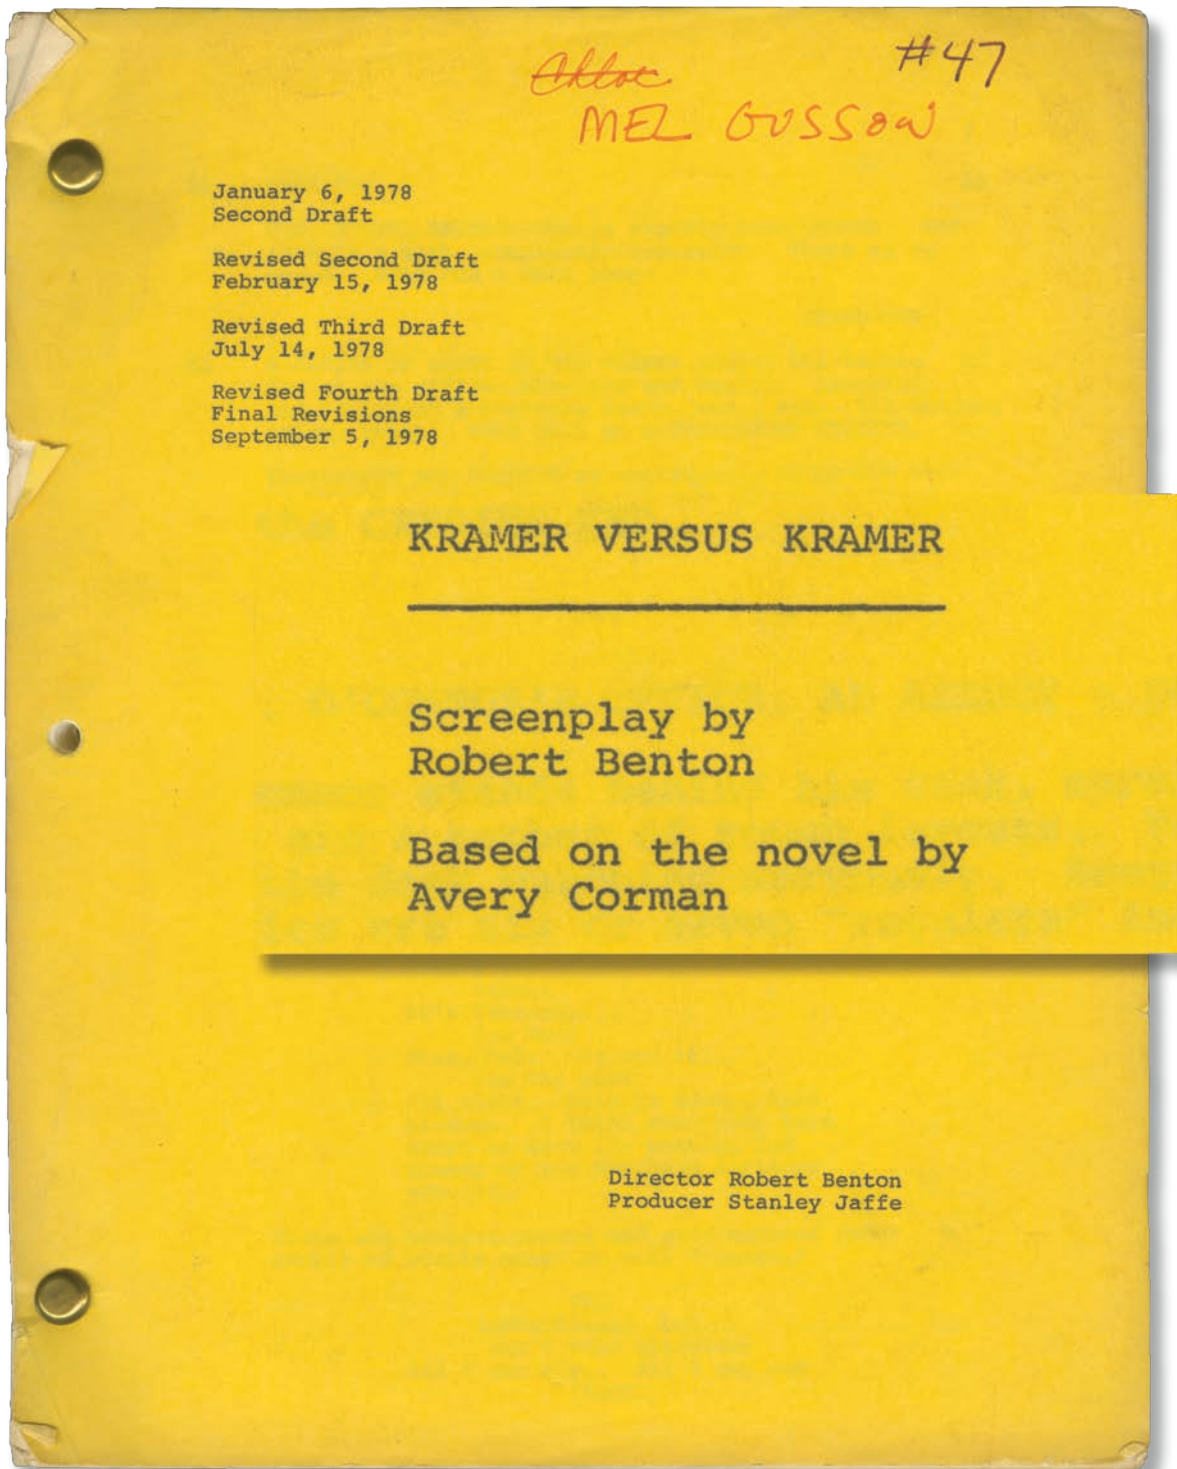 #47
Chloe
MEL GUSSOW
January 6, 1978
Second Draft
Revised Second Draft
February 15, 1978
Revised Third Draft
July 14, 1978
Revised Fourth Draft
Final Revisions
September 5, 1978
KRAMER VERSUS KRAMER
Screenplay by
Robert Benton
Based on the novel by
Avery Corman
Director Robert Benton
Producer Stanley Jaffe